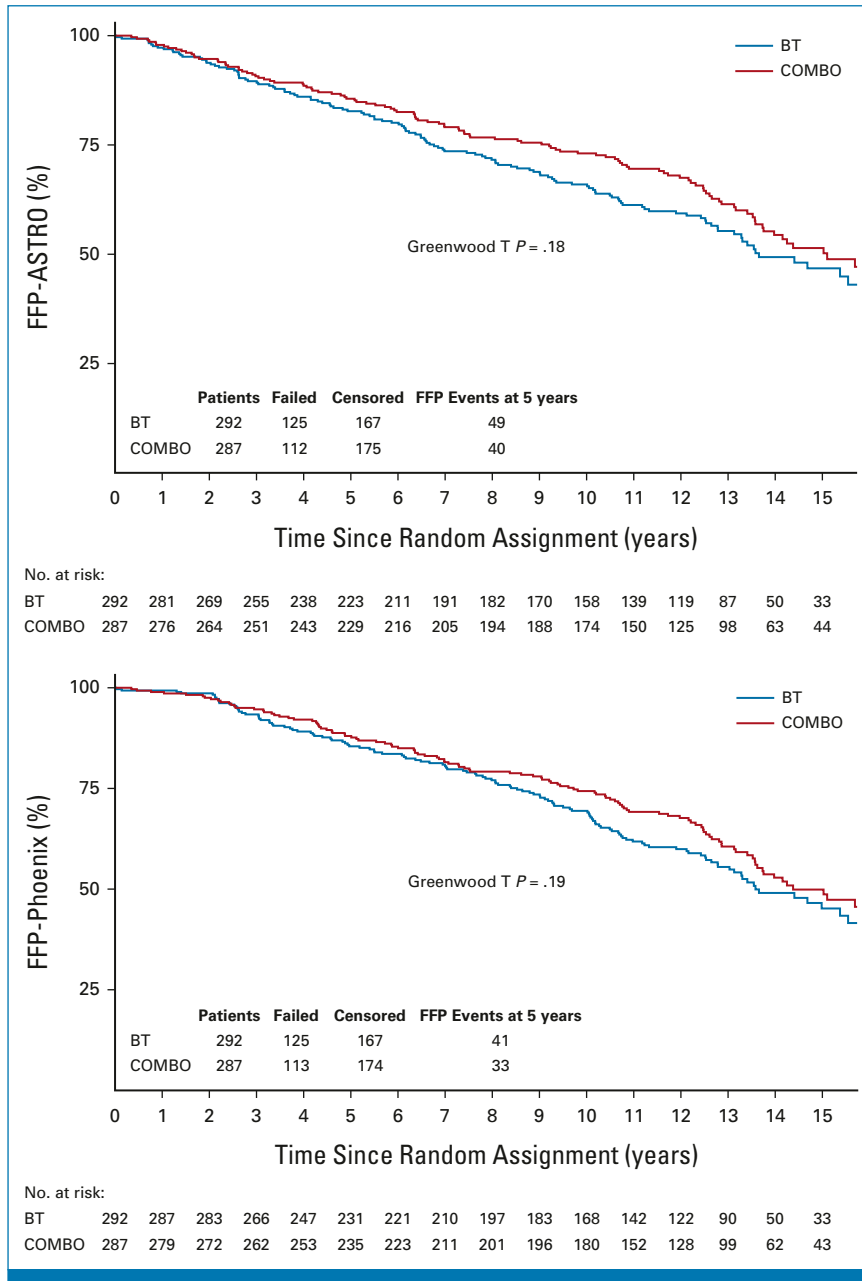 100
75
50
25
FFP-ASTRO (%)
BT
COMBO
Greenwood T P = .18
Patients Failed Censored FFP Events at 5 years
BT 292 125 167 49
COMBO 287 112 175 40
0 1 2 3 4 5 6 7 8 9 10 11 12 13 14 15
Time Since Random Assignment (years)
No. at risk:
BT 292 281 269 255 238 223 211 191 182 170 158 139 119 87 50 33
COMBO 287 276 264 251 243 229 216 205 194 188 174 150 125 98 63 44
100
75
50
25
FFP-Phoenix (%)
BT
COMBO
Greenwood T P = .19
Patients Failed Censored FFP Events at 5 years
BT 292 125 167 41
COMBO 287 113 174 33
0 1 2 3 4 5 6 7 8 9 10 11 12 13 14 15
Time Since Random Assignment (years)
No. at risk:
BT 292 287 283 266 247 231 221 210 197 183 168 142 122 90 50 33
COMBO 287 279 272 262 253 235 223 211 201 196 180 152 128 99 62 43